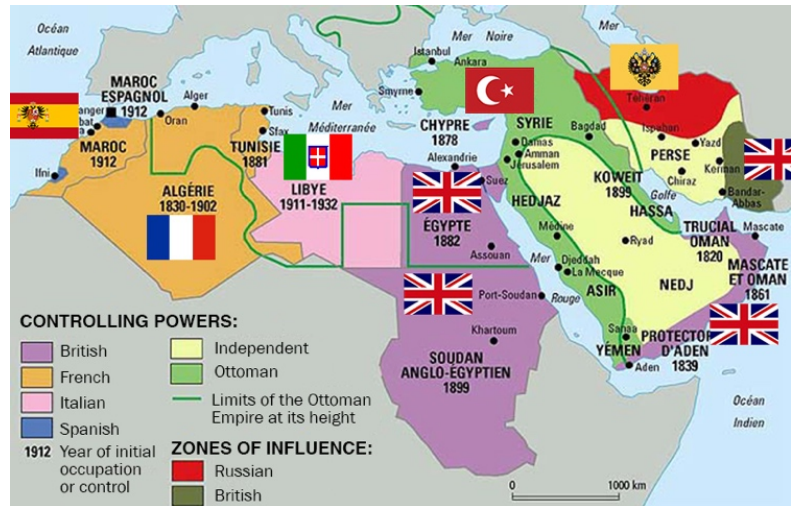 Océan
Atlantique
MAROC
ESPAGNOL
1912
Alger
Oran
Tunis
Sfax
MAROC
1912
Ifni
TUNISIE
1881
ALGÉRIE
1830-1902
Mer
Méditerranée
LIBYE
1911-1932
Mer
Mer Noire
Istanbul
Ankara
Smyrne
CHYPRE
1878
SYRIE
Damas
Amman
Jerusalem
Bagdad
Alexandrie
Suez
ÉGYPTE
1882
Assouan
HEDJAZ
Médine
Djeddah
La Mecque
Mer
Rouge
ASIR
Port-Soudan
Khartoum
SOUDAN
ANGLO-ÉGYPTIEN
1899
Téhéran
Ispahan
Yazd
PERSE
Kerman
Chiraz
Bandar-
Abbas
KOWEIT
1899
Golfe
HASSA
Ryad
NEDJ
TRUCIAL
OMAN
1820
Mascate
MASCATE
ET OMAN
1861
Sanaa
YÉMEN
Aden
PROTECTOR
D'ADEN
1839
Océan
Indien
CONTROLLING POWERS:
British
French
Italian
Spanish
1912 Year of initial
occupation
or control
Independent
Ottoman
Limits of the Ottoman
Empire at its height
ZONES OF INFLUENCE:
Russian
British
0 1000 km